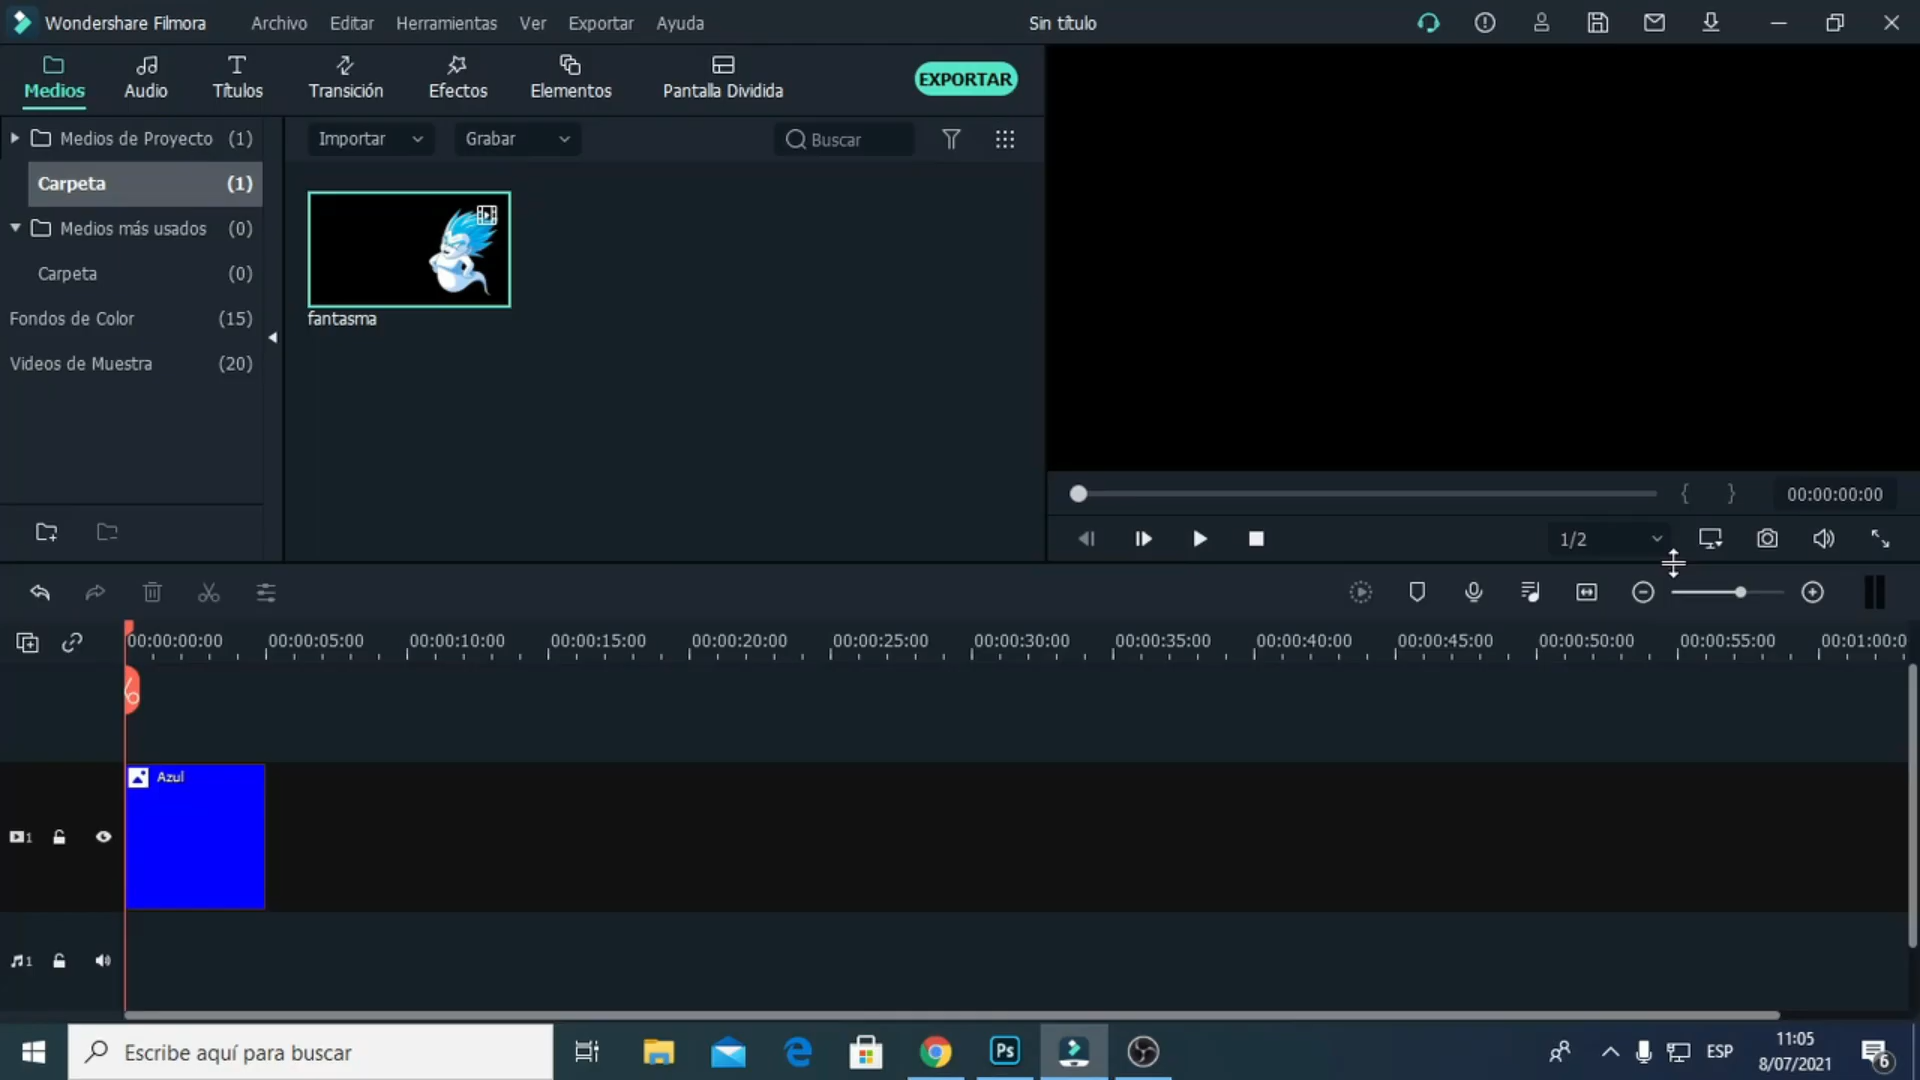 Wondershare Filmora
Archivo
Editar
Herramientas
Ver
Exportar
Ayuda
Sin título
Medios
Audio
Títulos
Transición
Efectos
Elementos
Pantalla Dividida
EXPORTAR
Medios de Proyecto (1)
Carpeta (1)
Medios más usados (0)
Carpeta (0)
Fondos de Color (15)
Videos de Muestra (20)
Importar
Grabar
Buscar
fantasma
{ }
00:00:00:00
1/2
00:00:00:00
00:00:05:00
00:00:10:00
00:00:15:00
00:00:20:00
00:00:25:00
00:00:30:00
00:00:35:00
00:00:40:00
00:00:45:00
00:00:50:00
00:00:55:00
00:01:00:0
Azul
1
1
Escribe aquí para buscar
Ps
ESP
11:05
8/07/2021
6